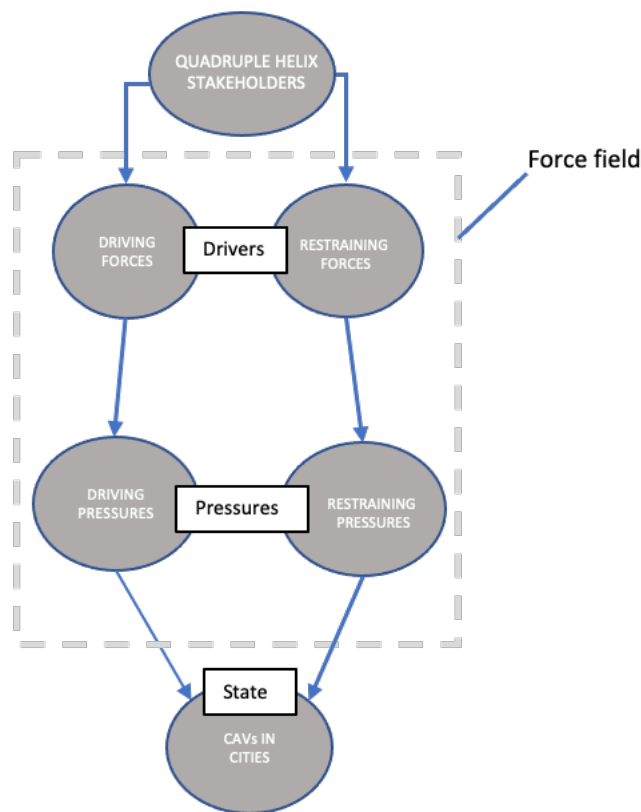 QUADRUPLE HELIX
STAKEHOLDERS
Force field
DRIVING
FORCES
Drivers
RESTRAINING
FORCES
DRIVING
PRESSURES
Pressures
RESTRAINING
PRESSURES
State
CAVs IN
CITIES